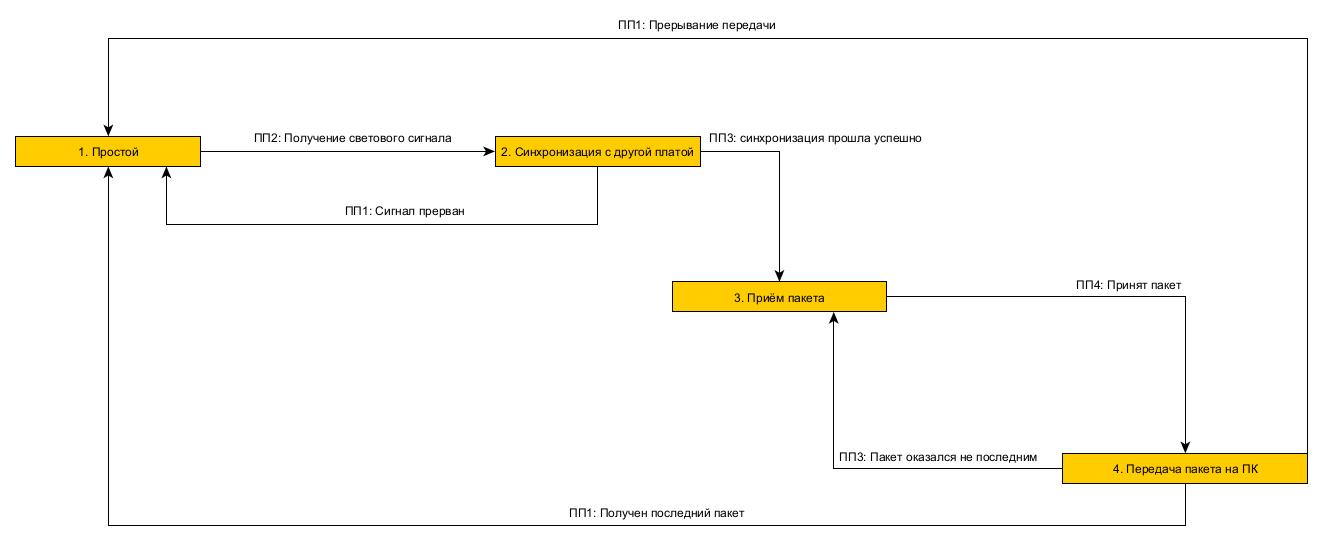 ПП1: Прерывание передачи
ПП2: Получение светового сигнала
ПП3: синхронизация прошла успешно
1. Простой
2. Синхронизация с другой платой
ПП1: Сигнал прерван
ПП4: Принят пакет
3. Приём пакета
ПП3: Пакет оказался не последним
4. Передача пакета на ПК
ПП1: Получен последний пакет